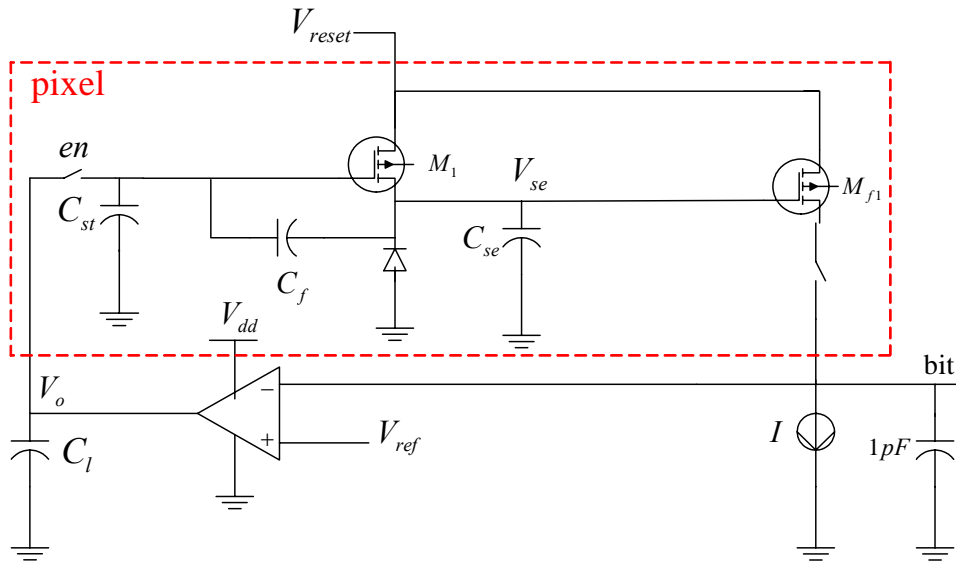 V_reset
pixel
en
M_1
V_se
M_f1
C_st
C_se
C_f
V_dd
bit
V_o
C_l
V_ref
I
1pF
−
+